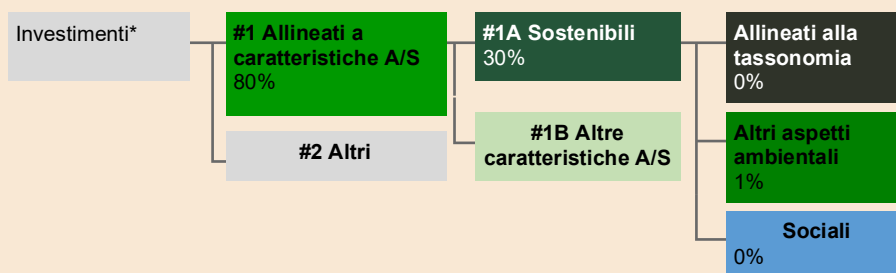 Investimenti*
#1 Allineati a
caratteristiche A/S
80%
#2 Altri
#1A Sostenibili
30%
#1B Altre
caratteristiche A/S
Allineati alla
tassonomia
0%
Altri aspetti
ambientali
1%
Sociali
0%